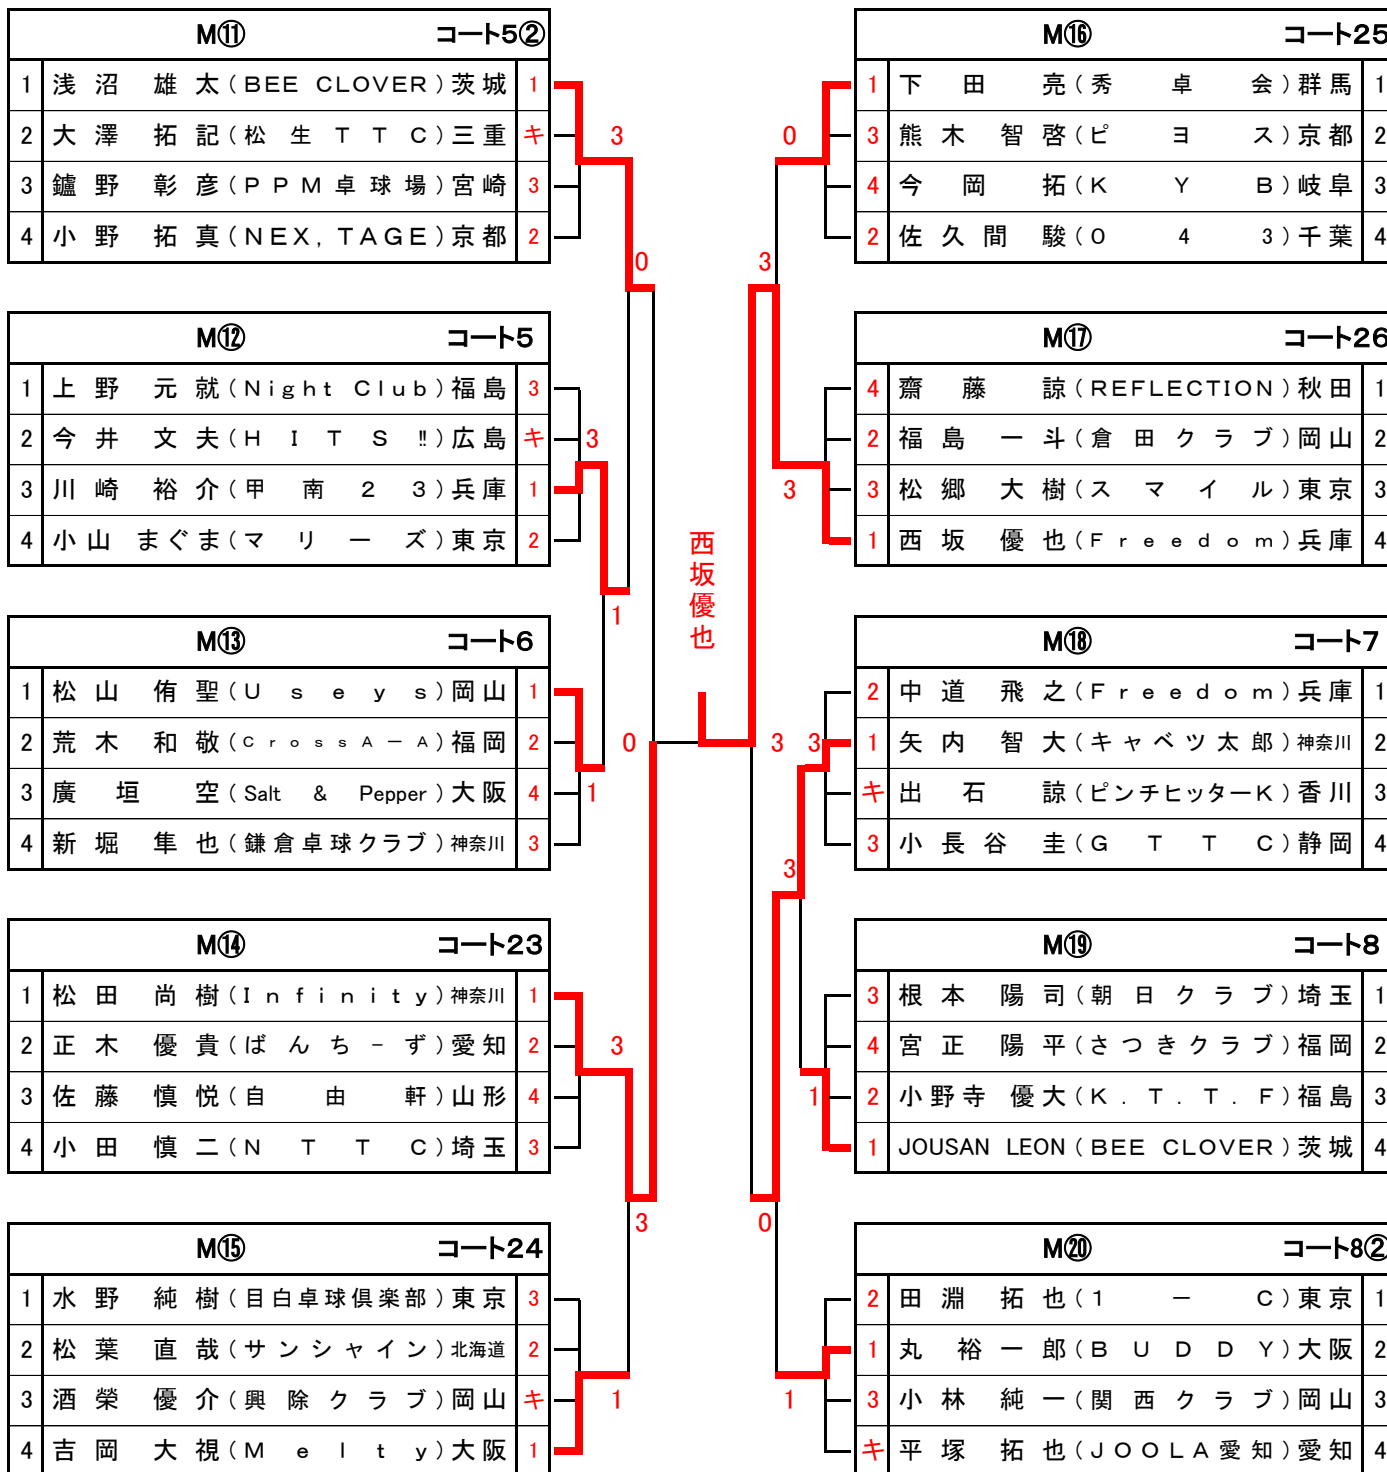 M⑪ コート5②
1 浅沼 雄太(BEE CLOVER)茨城 1
2 大澤 拓記(松生TTC)三重 キ
3 鑪野 彰彦(PPM卓球場)宮崎 3
4 小野 拓真(NEX, TAGE)京都 2
3
0
M⑫ コート5
1 上野 元就(Night Club)福島 3
2 今井 文夫(HITS‼)広島 キ
3 川崎 裕介(甲南23)兵庫 1
4 小山 まぐま(マリーズ)東京 2
3
1
M⑬ コート6
1 松山 侑聖(Useys)岡山 1
2 荒木 和敬(CrossA-A)福岡 2
3 廣垣 空(Salt & Pepper)大阪 4
4 新堀 隼也(鎌倉卓球クラブ)神奈川 3
1
0
M⑭ コート23
1 松田 尚樹(Infinity)神奈川 1
2 正木 優貴(ばんち-ず)愛知 2
3 佐藤 慎悦(自由軒)山形 4
4 小田 慎二(NTTC)埼玉 3
3
3
M⑮ コート24
1 水野 純樹(目白卓球倶楽部)東京 3
2 松葉 直哉(サンシャイン)北海道 2
3 酒榮 優介(興除クラブ)岡山 キ
4 吉岡 大視(Melty)大阪 1
1
西坂優也
3
M⑯ コート25
1 下田 亮(秀卓会)群馬 1
3 熊木 智啓(ピヨス)京都 2
4 今岡 拓(KYB)岐阜 3
2 佐久間 駿(043)千葉 4
0
3
M⑰ コート26
4 齋藤 諒(REFLECTION)秋田 1
2 福島 一斗(倉田クラブ)岡山 2
3 松郷 大樹(スマイル)東京 3
1 西坂 優也(Freedom)兵庫 4
3
M⑱ コート7
2 中道 飛之(Freedom)兵庫 1
1 矢内 智大(キャベツ太郎)神奈川 2
キ 出石 諒(ピンチヒッターK)香川 3
3 小長谷 圭(GTTC)静岡 4
3
3
M⑲ コート8
3 根本 陽司(朝日クラブ)埼玉 1
4 宮正 陽平(さつきクラブ)福岡 2
2 小野寺 優大(K.T.T.F)福島 3
1 JOUSAN LEON(BEE CLOVER)茨城 4
1
0
M⑳ コート8②
2 田淵 拓也(1-C)東京 1
1 丸 裕一郎(BUDDY)大阪 2
3 小林 純一(関西クラブ)岡山 3
キ 平塚 拓也(JOOLA愛知)愛知 4
1